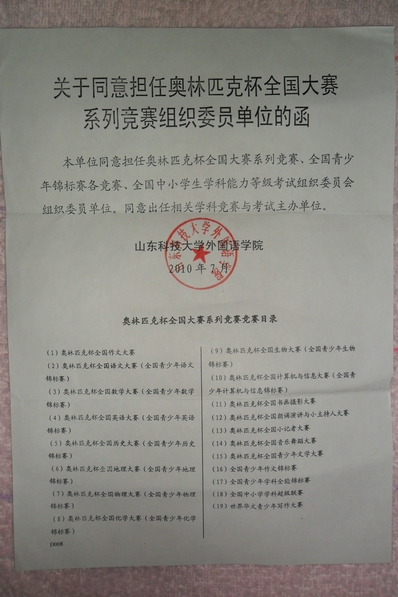 关于同意担任奥林匹克杯全国大赛
系列竞赛组织委员单位的函
本单位同意担任奥林匹克杯全国大赛系列竞赛、全国青少
年锦标赛各竞赛、全国中小学生学科能力等级考试组织委员会
组织委员单位。同意出任相关学科竞赛与考试主办单位。
山东科技大学外国语学院
2010年7月
奥林匹克杯全国大赛系列竞赛竞赛目录
(1)奥林匹克杯全国作文大赛
(2)奥林匹克杯全国语文大赛(全国青少年语文
锦标赛)
(3)奥林匹克杯全国数学大赛(全国青少年数学
锦标赛)
(4)奥林匹克杯全国英语大赛(全国青少年英语
锦标赛)
(5)奥林匹克杯全国历史大赛(全国青少年历史
锦标赛)
(6)奥林匹克杯全国地理大赛(全国青少年地理
锦标赛)
(7)奥林匹克杯全国物理大赛(全国青少年物理
锦标赛)
(8)奥林匹克杯全国化学大赛(全国青少年化学
锦标赛)
(9)奥林匹克杯全国生物大赛(全国青少年生物
锦标赛)
(10)奥林匹克杯全国计算机与信息大赛(全国青
少年计算机与信息锦标赛)
(11)奥林匹克杯全国书画摄影大赛
(12)奥林匹克杯全国朗诵演讲与小主持人大赛
(13)奥林匹克杯全国小记者大赛
(14)奥林匹克杯全国音乐舞蹈大赛
(15)奥林匹克杯全国青少年文学大赛
(16)全国青少年作文锦标赛
(17)全国青少年学科全能锦标赛
(18)全国中小学学科超级联赛
(19)世界华文青少年写作大赛
D008